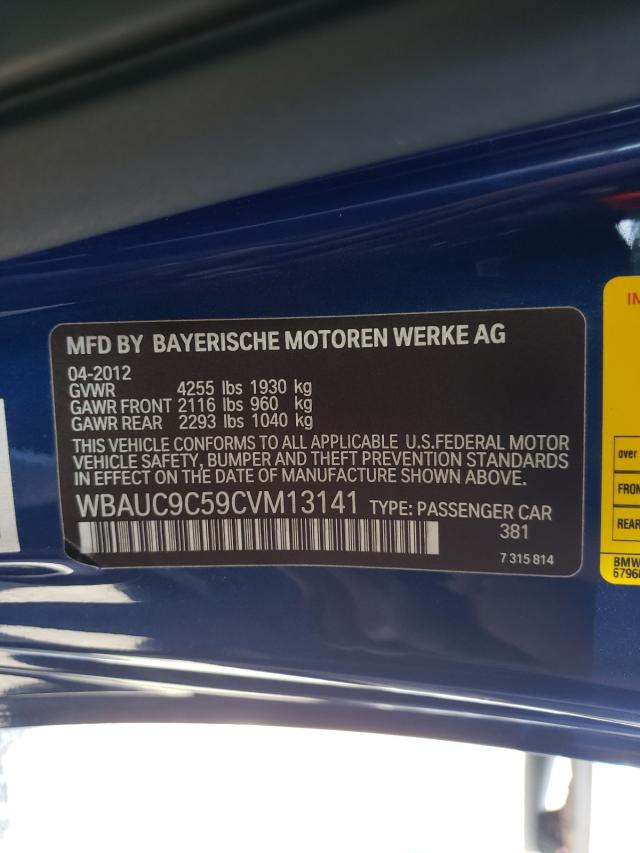 MFD BY BAYERISCHE MOTOREN WERKE AG
04-2012
GVWR 4255 lbs 1930 kg
GAWR FRONT 2116 lbs 960 kg
GAWR REAR 2293 lbs 1040 kg
THIS VEHICLE CONFORMS TO ALL APPLICABLE U.S.FEDERAL MOTOR
VEHICLE SAFETY, BUMPER AND THEFT PREVENTION STANDARDS
IN EFFECT ON THE DATE OF MANUFACTURE SHOWN ABOVE.
WBAUC9C59CVM13141 TYPE: PASSENGER CAR
381
7 315 814
IM
over
FRON
REAR
BMW
6796